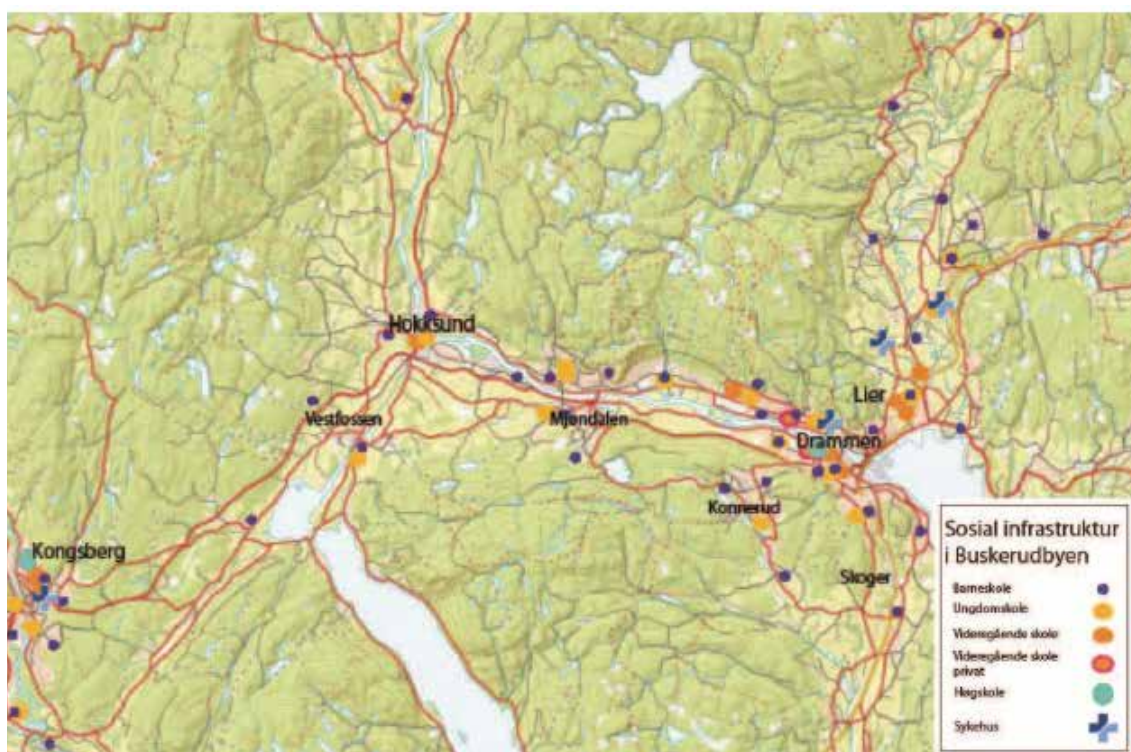 Hokksund
Vestfossen
Mjøndalen
Lier
Drammen
Konnerud
Kongsberg
Skoger
Sosial infrastruktur
i Buskerudbyen
Barneskole
Ungdomskole
Videregående skole
Videregående skole
privat
Høgskole
Sykehus